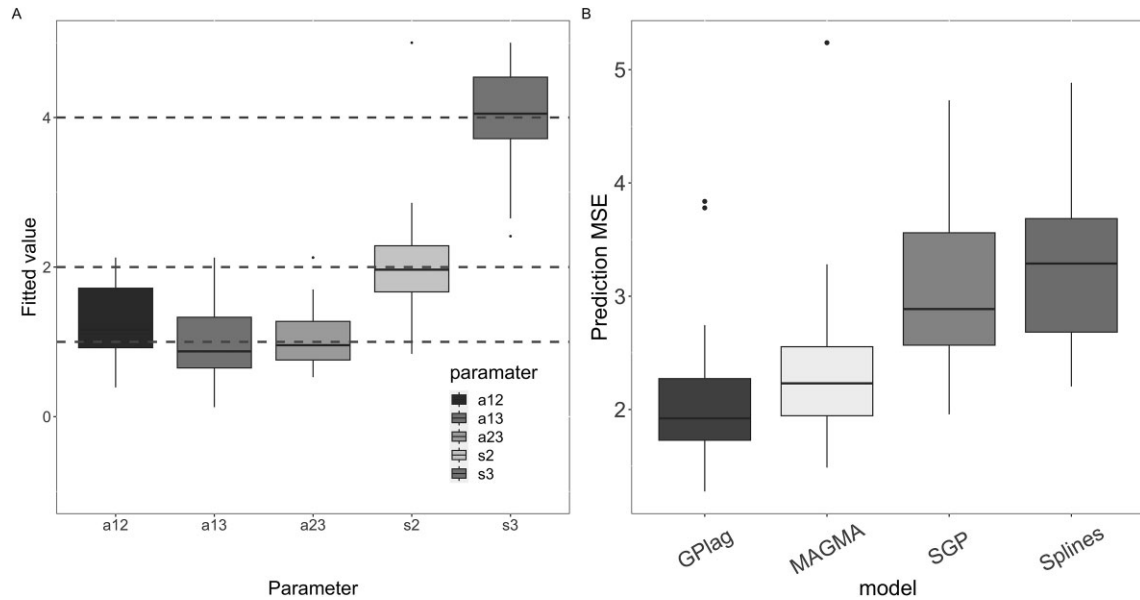 A
Fitted value
4
2
0
paramater
a12
a13
a23
s2
s3
a12 a13 a23 s2 s3
Parameter
B
Prediction MSE
5
4
3
2
GPlag MAGMA SGP Splines
model